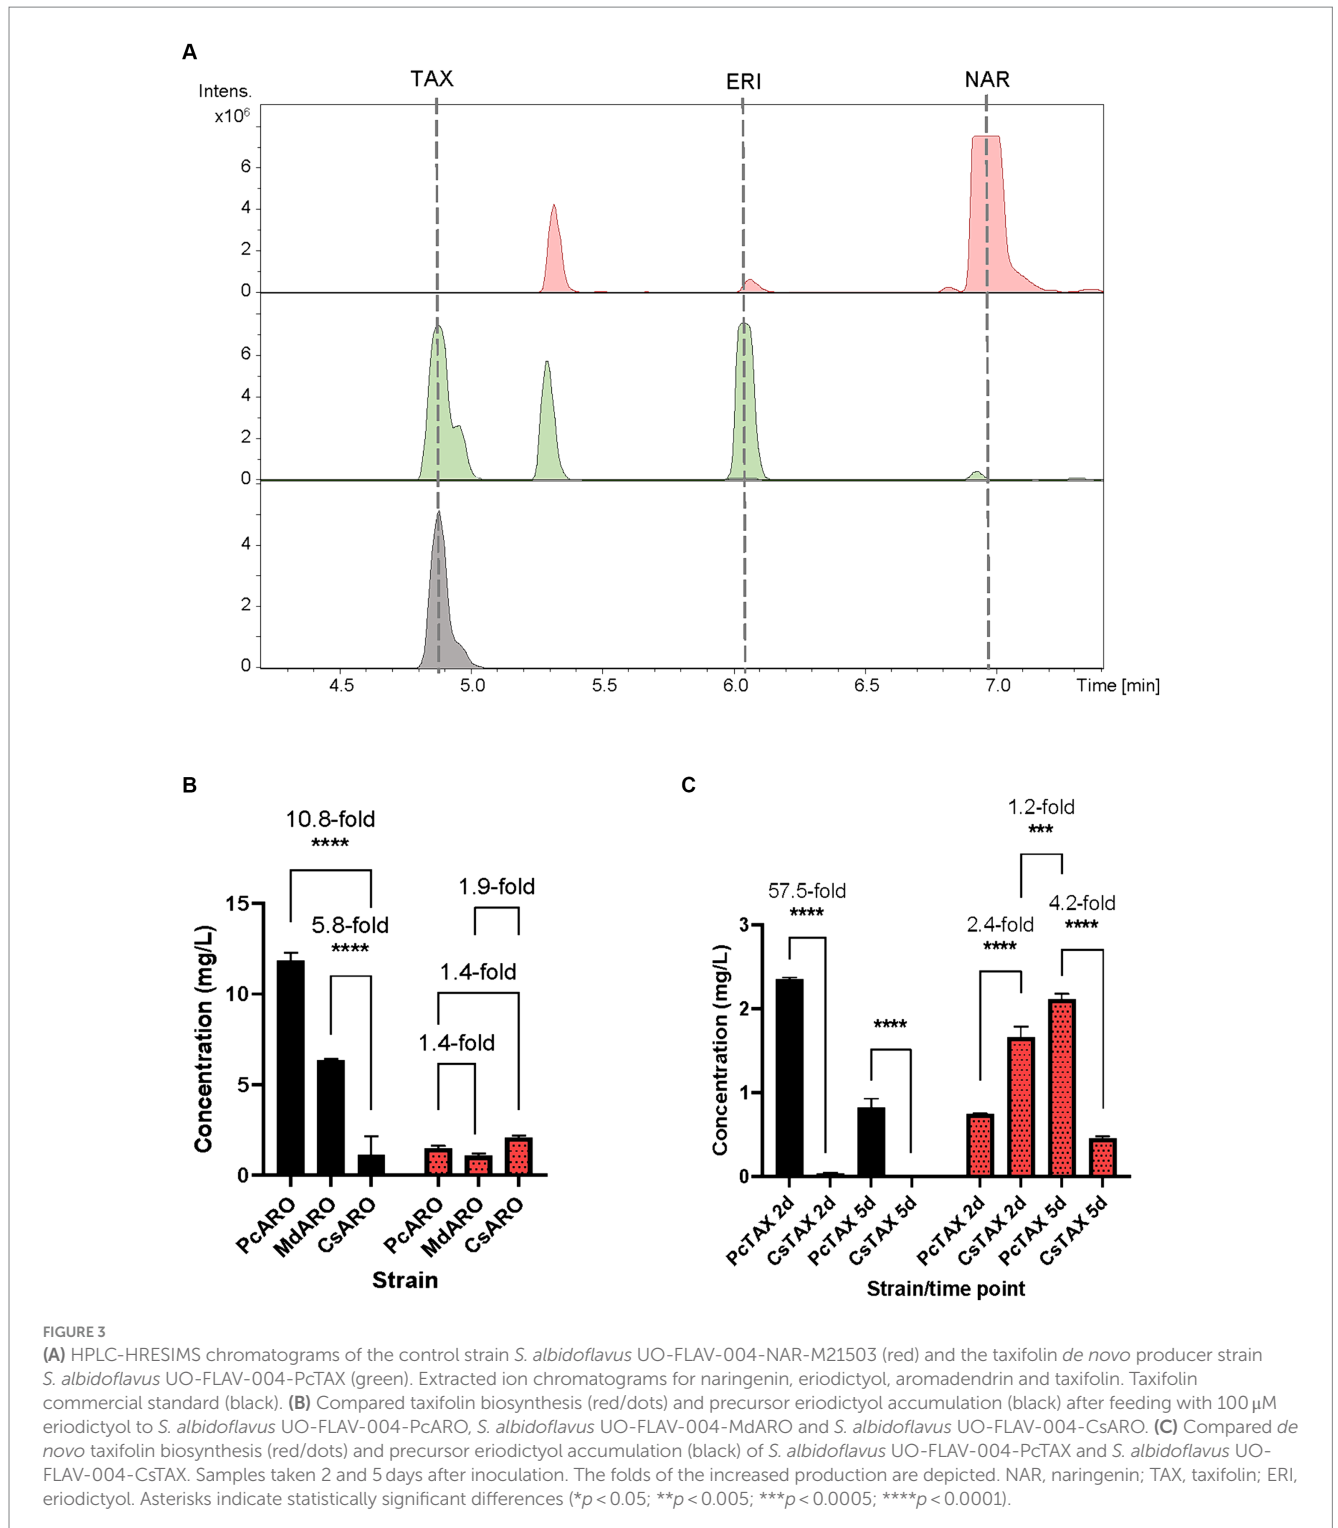 A
TAX
ERI
NAR
Intens.
x10⁶
6
4
2
0
6
4
2
0
4
2
0
4.5
5.0
5.5
6.0
6.5
7.0
Time [min]
B
10.8-fold
****
5.8-fold
****
1.9-fold
1.4-fold
1.4-fold
15
10
5
0
Concentration (mg/L)
PcARO
MdARO
CsARO
PcARO
MdARO
CsARO
Strain
C
57.5-fold
****
****
2.4-fold
****
1.2-fold
***
4.2-fold
****
3
2
1
0
Concentration (mg/L)
PcTAX 2d
CsTAX 2d
PcTAX 5d
CsTAX 5d
PcTAX 2d
CsTAX 2d
PcTAX 5d
CsTAX 5d
Strain/time point
FIGURE 3
(A) HPLC-HRESIMS chromatograms of the control strain S. albidoflavus UO-FLAV-004-NAR-M21503 (red) and the taxifolin de novo producer strain
S. albidoflavus UO-FLAV-004-PcTAX (green). Extracted ion chromatograms for naringenin, eriodictyol, aromadendrin and taxifolin. Taxifolin
commercial standard (black). (B) Compared taxifolin biosynthesis (red/dots) and precursor eriodictyol accumulation (black) after feeding with 100 μM
eriodictyol to S. albidoflavus UO-FLAV-004-PcARO, S. albidoflavus UO-FLAV-004-MdARO and S. albidoflavus UO-FLAV-004-CsARO. (C) Compared de
novo taxifolin biosynthesis (red/dots) and precursor eriodictyol accumulation (black) of S. albidoflavus UO-FLAV-004-PcTAX and S. albidoflavus UO-
FLAV-004-CsTAX. Samples taken 2 and 5 days after inoculation. The folds of the increased production are depicted. NAR, naringenin; TAX, taxifolin; ERI,
eriodictyol. Asterisks indicate statistically significant differences (*p < 0.05; **p < 0.005; ***p < 0.0005; ****p < 0.0001).